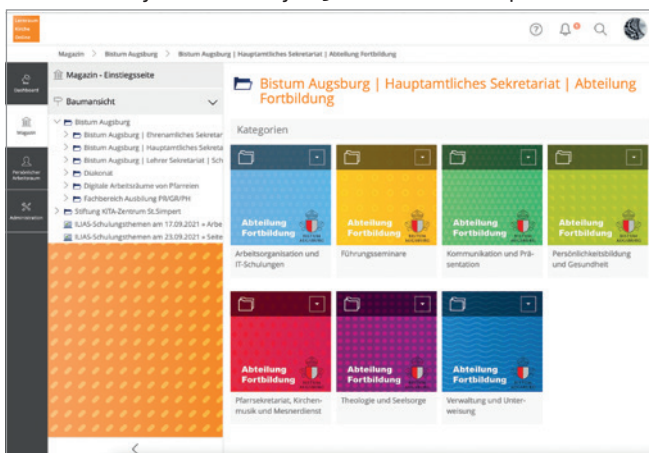 Lernraum
Kirche
Online
Magazin > Bistum Augsburg > Bistum Augsburg | Hauptamtliches Sekretariat | Abteilung Fortbildung
Dashboard
Magazin
Persönlicher
Arbeitsraum
Administration
Magazin - Einstiegsseite
Baumansicht
Bistum Augsburg
Bistum Augsburg | Ehrenamtliches Sekretar
Bistum Augsburg | Hauptamtliches Sekreta
Bistum Augsburg | Lehrer Sekretariat | Sch
Diakonat
Digitale Arbeitsräume von Pfarreien
Fachbereich Ausbilung PR/GR/PH
Stiftung KITA-Zentrum St.Simpert
ILIAS-Schulungsthemen am 17.09.2021 « Arbe
ILIAS-Schulungsthemen am 23.09.2021 « Seite
Bistum Augsburg | Hauptamtliches Sekretariat | Abteilung
Fortbildung
Kategorien
Abteilung
Fortbildung
Arbeitsorganisation und
IT-Schulungen
Abteilung
Fortbildung
Führungsseminare
Abteilung
Fortbildung
Kommunikation und Prä-
sentation
Abteilung
Fortbildung
Persönlichkeitsbildung
und Gesundheit
Abteilung
Fortbildung
Pfarrsekretariat, Kirchen-
musik und Mesnerdienst
Abteilung
Fortbildung
Theologie und Seelsorge
Abteilung
Fortbildung
Verwaltung und Unter-
weisung